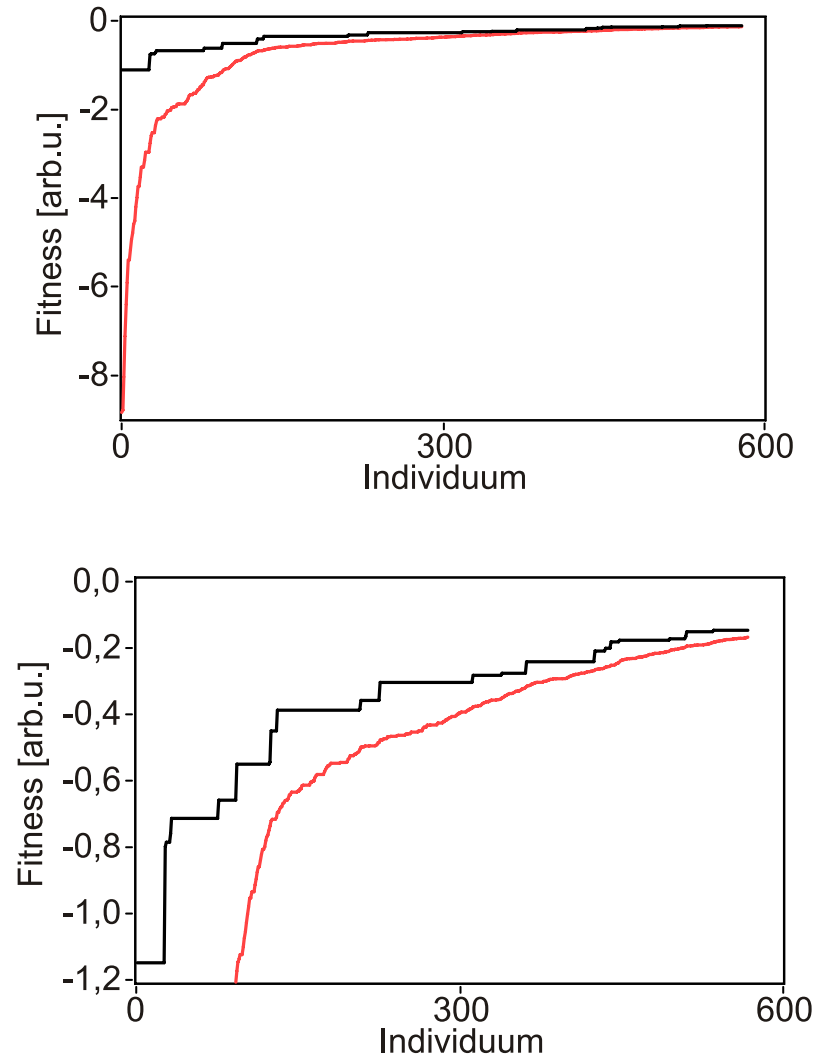 Fitness [arb.u.]
0
-2
-4
-6
-8
0 300 600
Individuum
Fitness [arb.u.]
0,0
-0,2
-0,4
-0,6
-0,8
-1,0
-1,2
0 300 600
Individuum